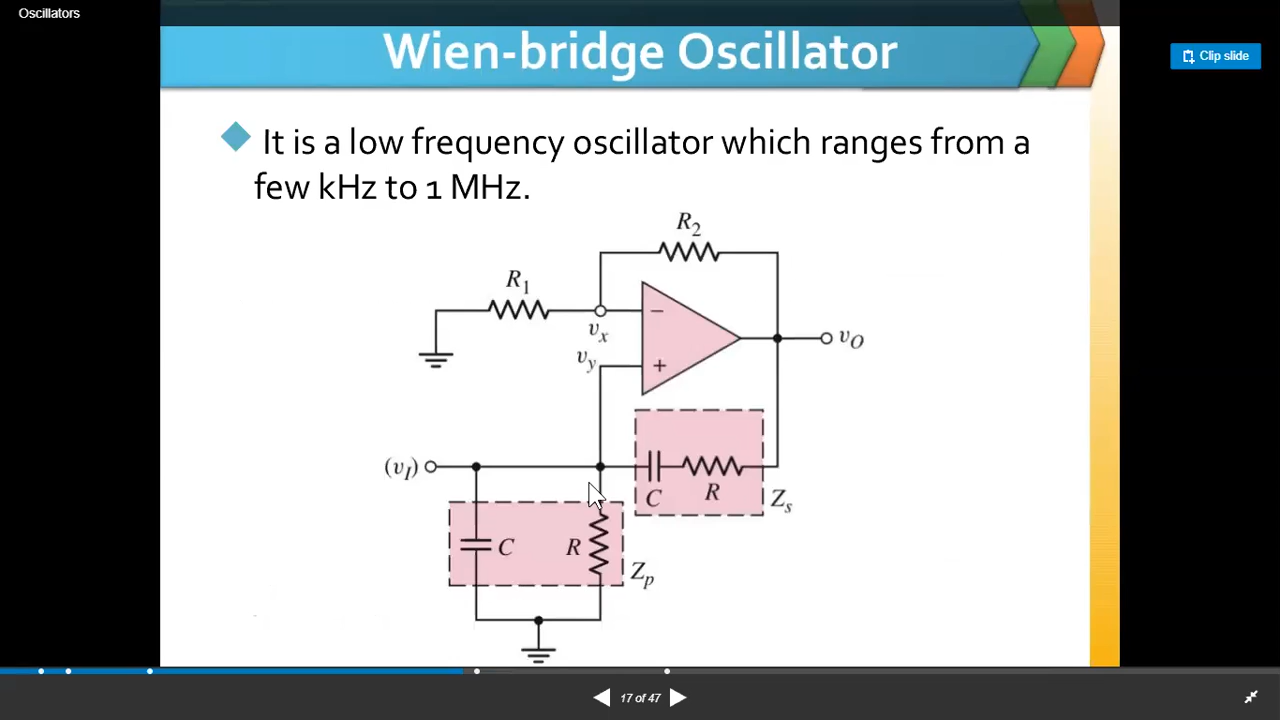 Oscillators
Wien-bridge Oscillator
Clip slide
It is a low frequency oscillator which ranges from a
few kHz to 1 MHz.
R2
R1
−
vx
vy
+
vO
(vI)
C R
Zs
C R
Zp
17 of 47